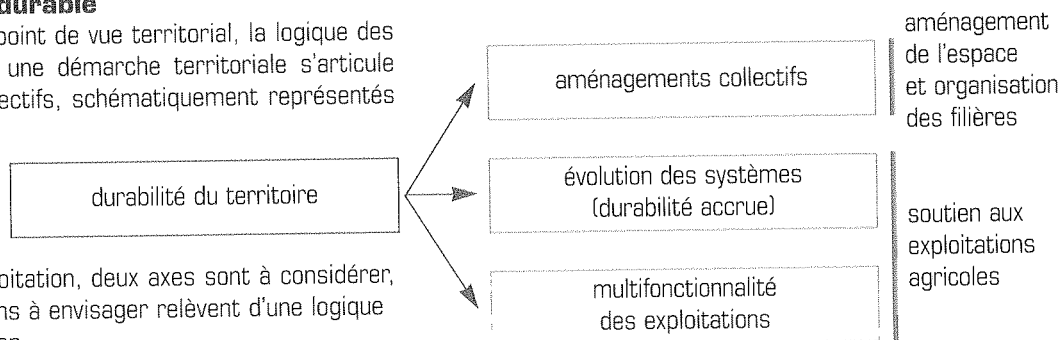 durable
point de vue territorial, la logique des
une démarche territoriale s'articule
ectifs, schématiquement représentés
durabilité du territoire
oitation, deux axes sont à considérer,
ns à envisager relèvent d'une logique
aménagements collectifs
évolution des systèmes
(durabilité accrue)
multifonctionnalité
des exploitations
aménagement
de l'espace
et organisation
des filières
soutien aux
exploitations
agricoles